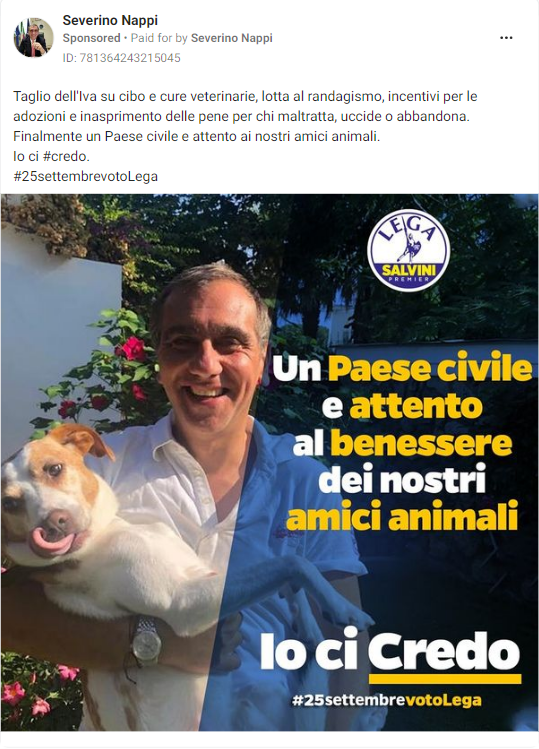 Severino Nappi
Sponsored • Paid for by Severino Nappi
ID: 781364243215045
Taglio dell'Iva su cibo e cure veterinarie, lotta al randagismo, incentivi per le
adozioni e inasprimento delle pene per chi maltratta, uccide o abbandona.
Finalmente un Paese civile e attento ai nostri amici animali.
Io ci #credo.
#25settembrevotoLega
LEGA
SALVINI
PREMIER
Un Paese civile
e attento
al benessere
dei nostri
amici animali
Io ci Credo
#25settembrevotoLega